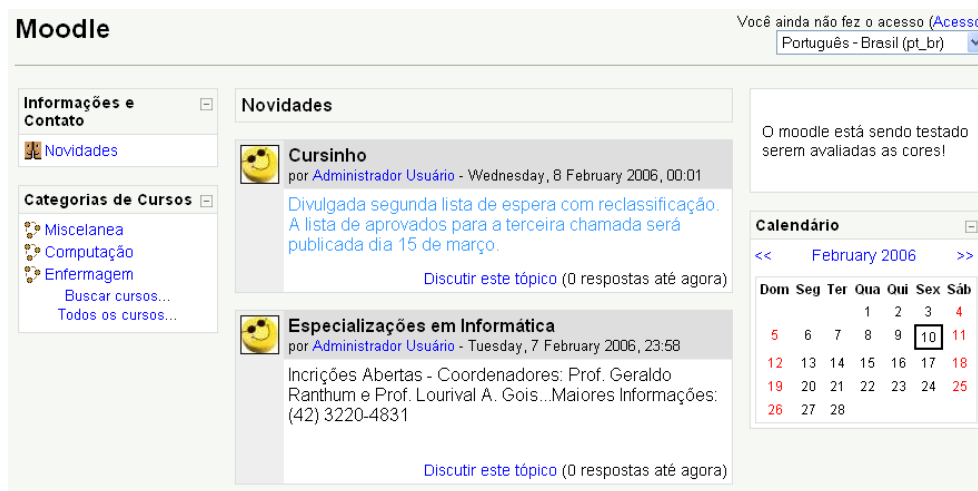 Moodle
Você ainda não fez o acesso (Acesso
Português - Brasil (pt_br)
Informações e
Contato
Novidades
Categorias de Cursos
Miscelanea
Computação
Enfermagem
Buscar cursos...
Todos os cursos...
Novidades
Cursinho
por Administrador Usuário - Wednesday, 8 February 2006, 00:01
Divulgada segunda lista de espera com reclassificação.
A lista de aprovados para a terceira chamada será
publicada dia 15 de março.
Discutir este tópico (0 respostas até agora)
Especializações em Informática
por Administrador Usuário - Tuesday, 7 February 2006, 23:58
Incrições Abertas - Coordenadores: Prof. Geraldo
Ranthum e Prof. Lourival A. Gois...Maiores Informações:
(42) 3220-4831
Discutir este tópico (0 respostas até agora)
O moodle está sendo testado
serem avaliadas as cores!
Calendário
<< February 2006 >>
Dom Seg Ter Qua Qui Sex Sáb
1 2 3 4
5 6 7 8 9 10 11
12 13 14 15 16 17 18
19 20 21 22 23 24 25
26 27 28